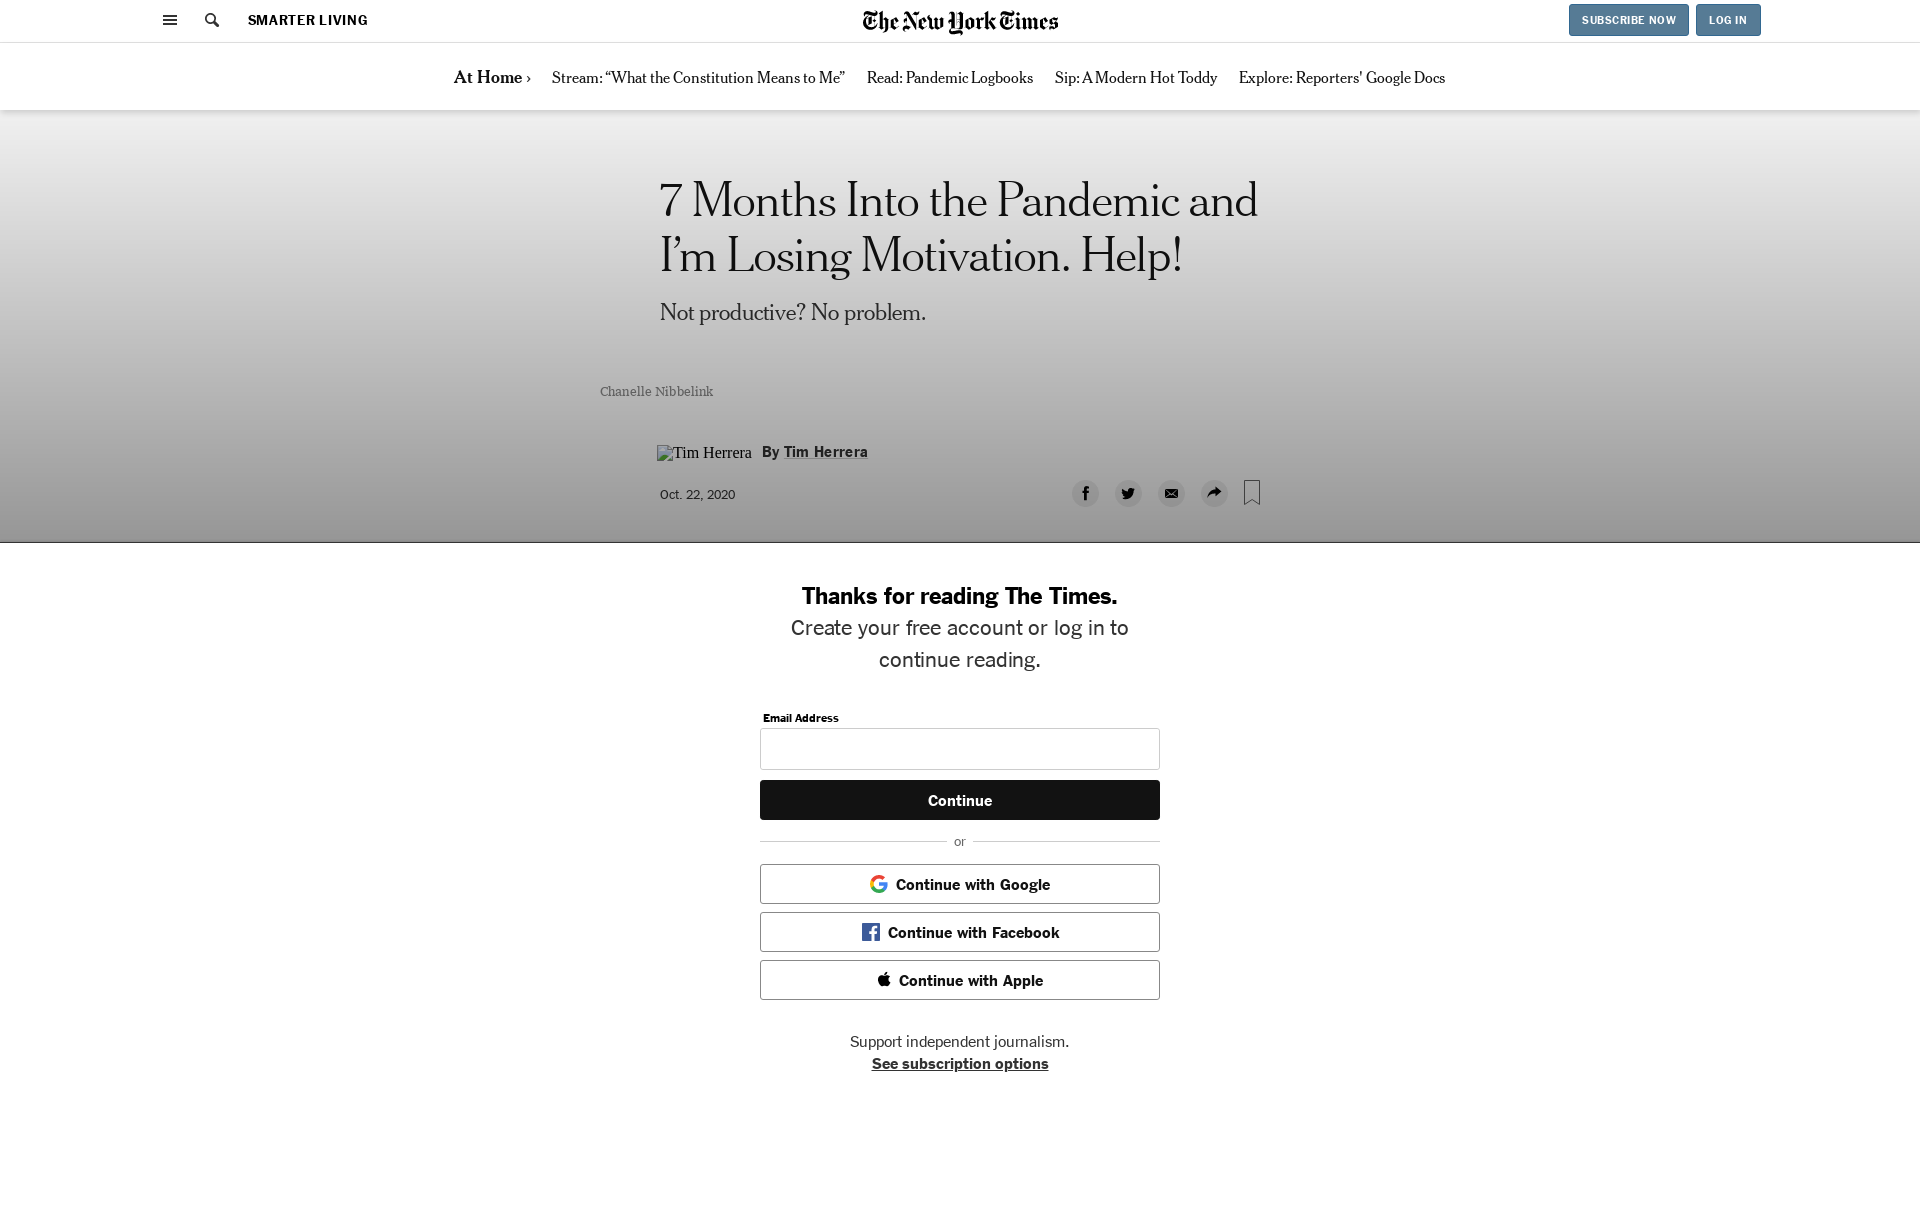 SMARTER LIVING
The New York Times
SUBSCRIBE NOW
LOG IN
At Home ›
Stream: “What the Constitution Means to Me”
Read: Pandemic Logbooks
Sip: A Modern Hot Toddy
Explore: Reporters' Google Docs
7 Months Into the Pandemic and
I’m Losing Motivation. Help!
Not productive? No problem.
Chanelle Nibbelink
Tim Herrera
By Tim Herrera
Oct. 22, 2020
Thanks for reading The Times.
Create your free account or log in to
continue reading.
Email Address
Continue
or
Continue with Google
Continue with Facebook
Continue with Apple
Support independent journalism.
See subscription options